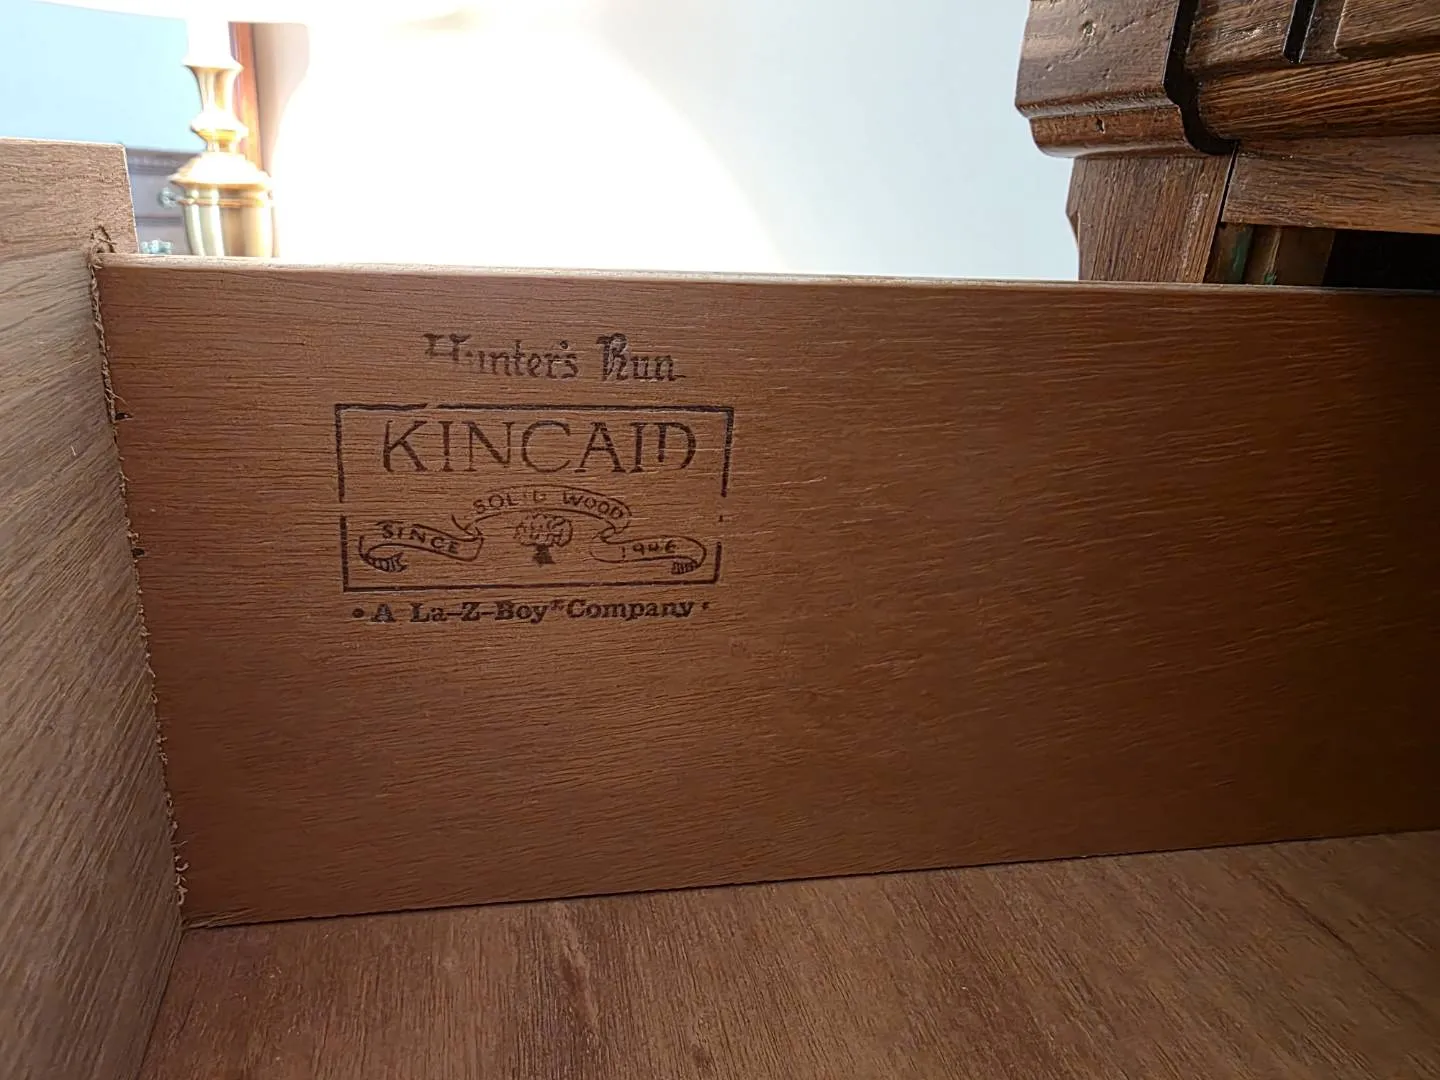 Hunter's Run
KINCAID
SOLID WOOD
SINCE 1946
• A La-Z-Boy® Company •